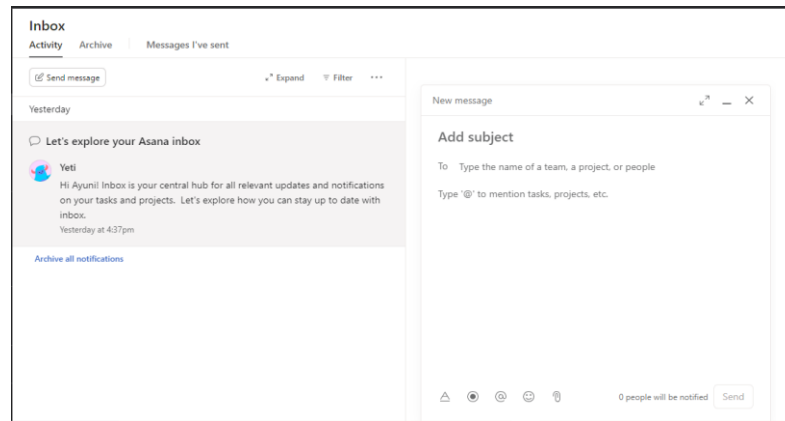 Inbox
Activity Archive Messages I've sent
Send message Expand Filter
Yesterday
Let's explore your Asana inbox
Yeti
Hi Ayuni! Inbox is your central hub for all relevant updates and notifications
on your tasks and projects. Let's explore how you can stay up to date with
inbox.
Yesterday at 4:37pm
Archive all notifications
New message
Add subject
To Type the name of a team, a project, or people
Type '@' to mention tasks, projects, etc.
0 people will be notified Send